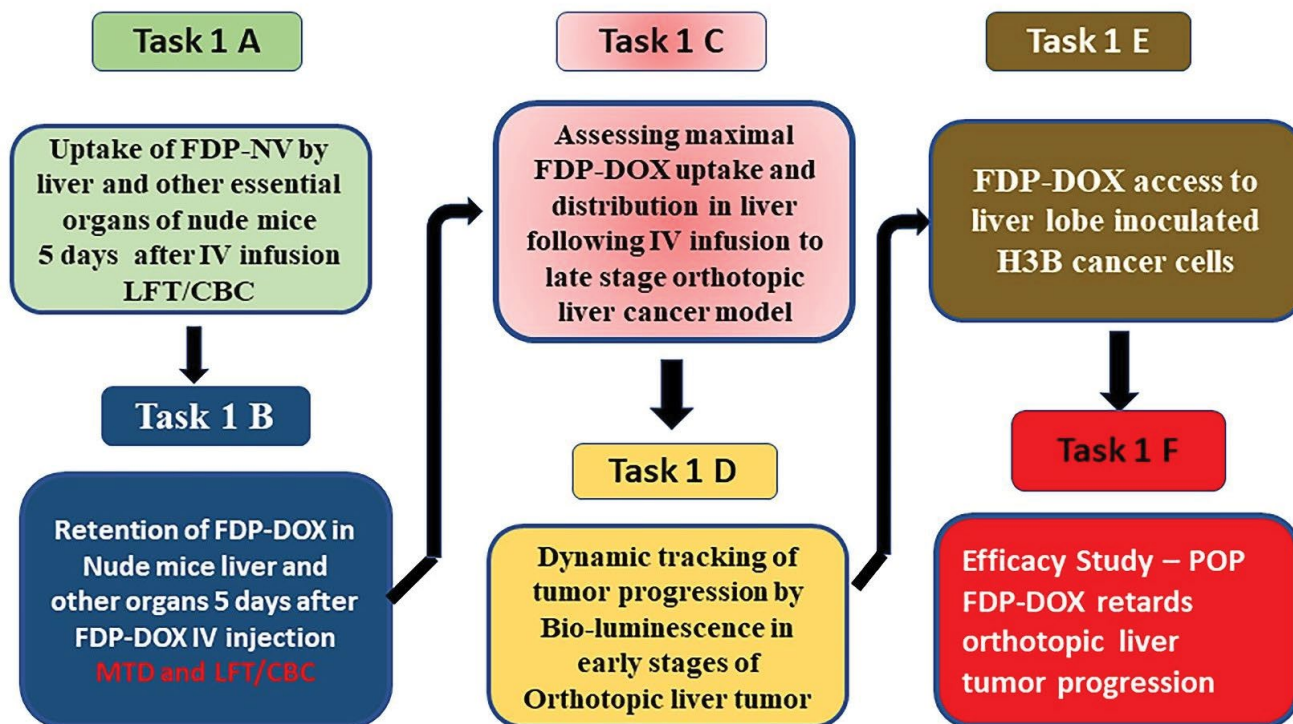 Task 1 A
Uptake of FDP-NV by
liver and other essential
organs of nude mice
5 days after IV infusion
LFT/CBC
Task 1 B
Retention of FDP-DOX in
Nude mice liver and
other organs 5 days after
FDP-DOX IV injection
MTD and LFT/CBC
Task 1 C
Assessing maximal
FDP-DOX uptake and
distribution in liver
following IV infusion to
late stage orthotopic
liver cancer model
Task 1 D
Dynamic tracking of
tumor progression by
Bio-luminescence in
early stages of
Orthotopic liver tumor
Task 1 E
FDP-DOX access to
liver lobe inoculated
H3B cancer cells
Task 1 F
Efficacy Study – POP
FDP-DOX retards
orthotopic liver
tumor progression